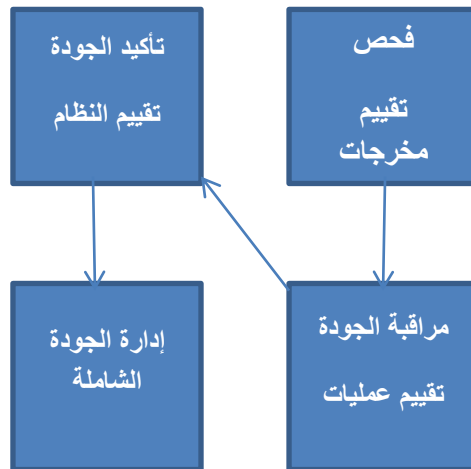 فحص
تقييم
مخرجات
مراقبة الجودة
تقييم عمليات
تأكيد الجودة
تقييم النظام
إدارة الجودة
الشاملة